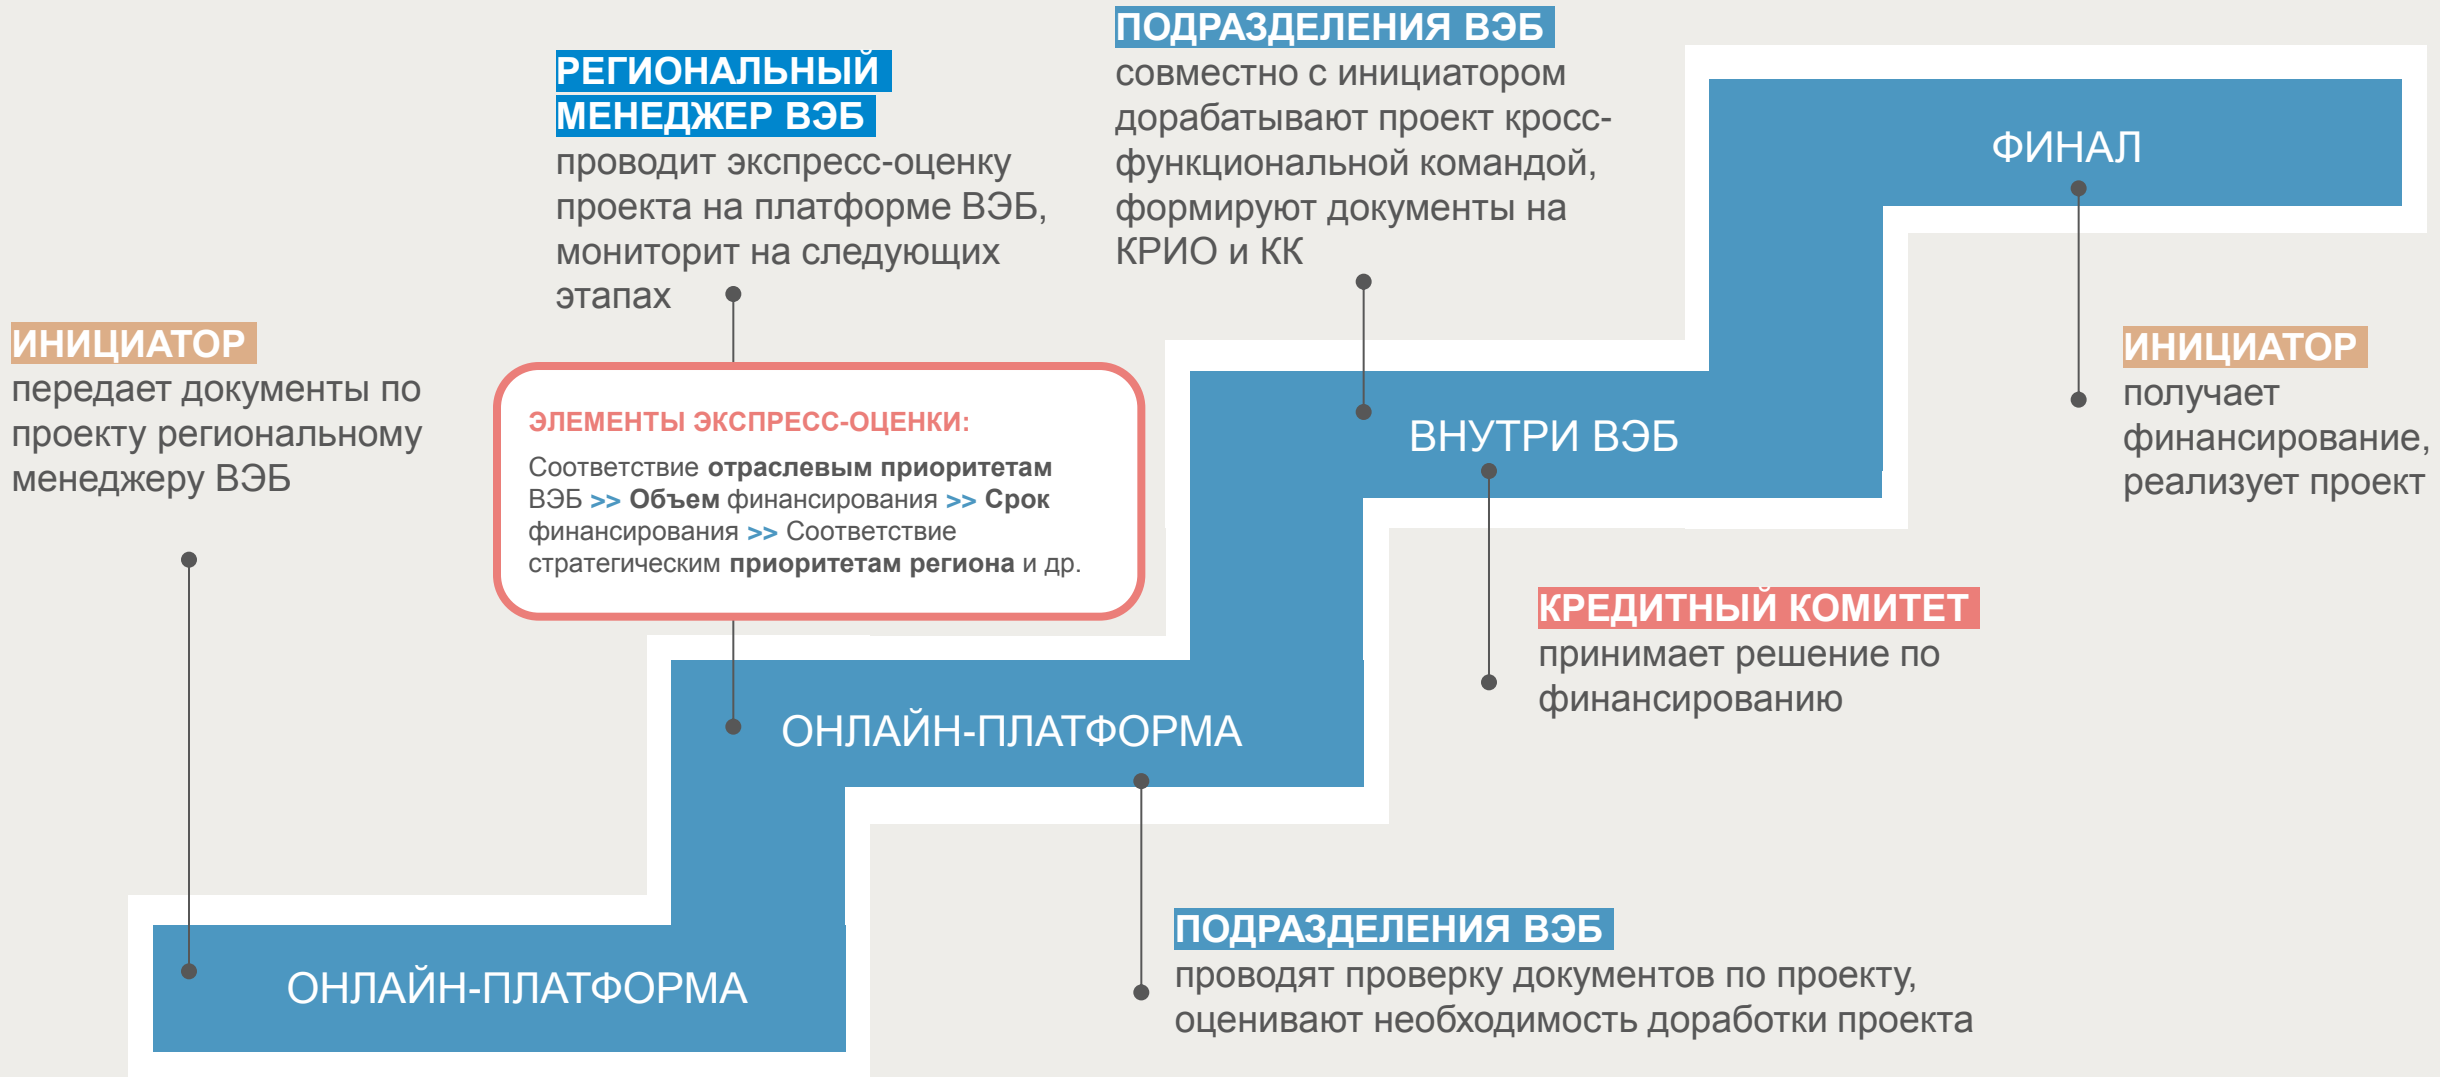 ИНИЦИАТОР
передает документы по
проекту региональному
менеджеру ВЭБ
РЕГИОНАЛЬНЫЙ
МЕНЕДЖЕР ВЭБ
проводит экспресс-оценку
проекта на платформе ВЭБ,
мониторит на следующих
этапах
ЭЛЕМЕНТЫ ЭКСПРЕСС-ОЦЕНКИ:
Соответствие отраслевым приоритетам
ВЭБ >> Объем финансирования >> Срок
финансирования >> Соответствие
стратегическим приоритетам региона и др.
ПОДРАЗДЕЛЕНИЯ ВЭБ
совместно с инициатором
дорабатывают проект кросс-
функциональной командой,
формируют документы на
КРИО и КК
ФИНАЛ
ИНИЦИАТОР
получает
финансирование,
реализует проект
ВНУТРИ ВЭБ
КРЕДИТНЫЙ КОМИТЕТ
принимает решение по
финансированию
ОНЛАЙН-ПЛАТФОРМА
ПОДРАЗДЕЛЕНИЯ ВЭБ
проводят проверку документов по проекту,
оценивают необходимость доработки проекта
ОНЛАЙН-ПЛАТФОРМА